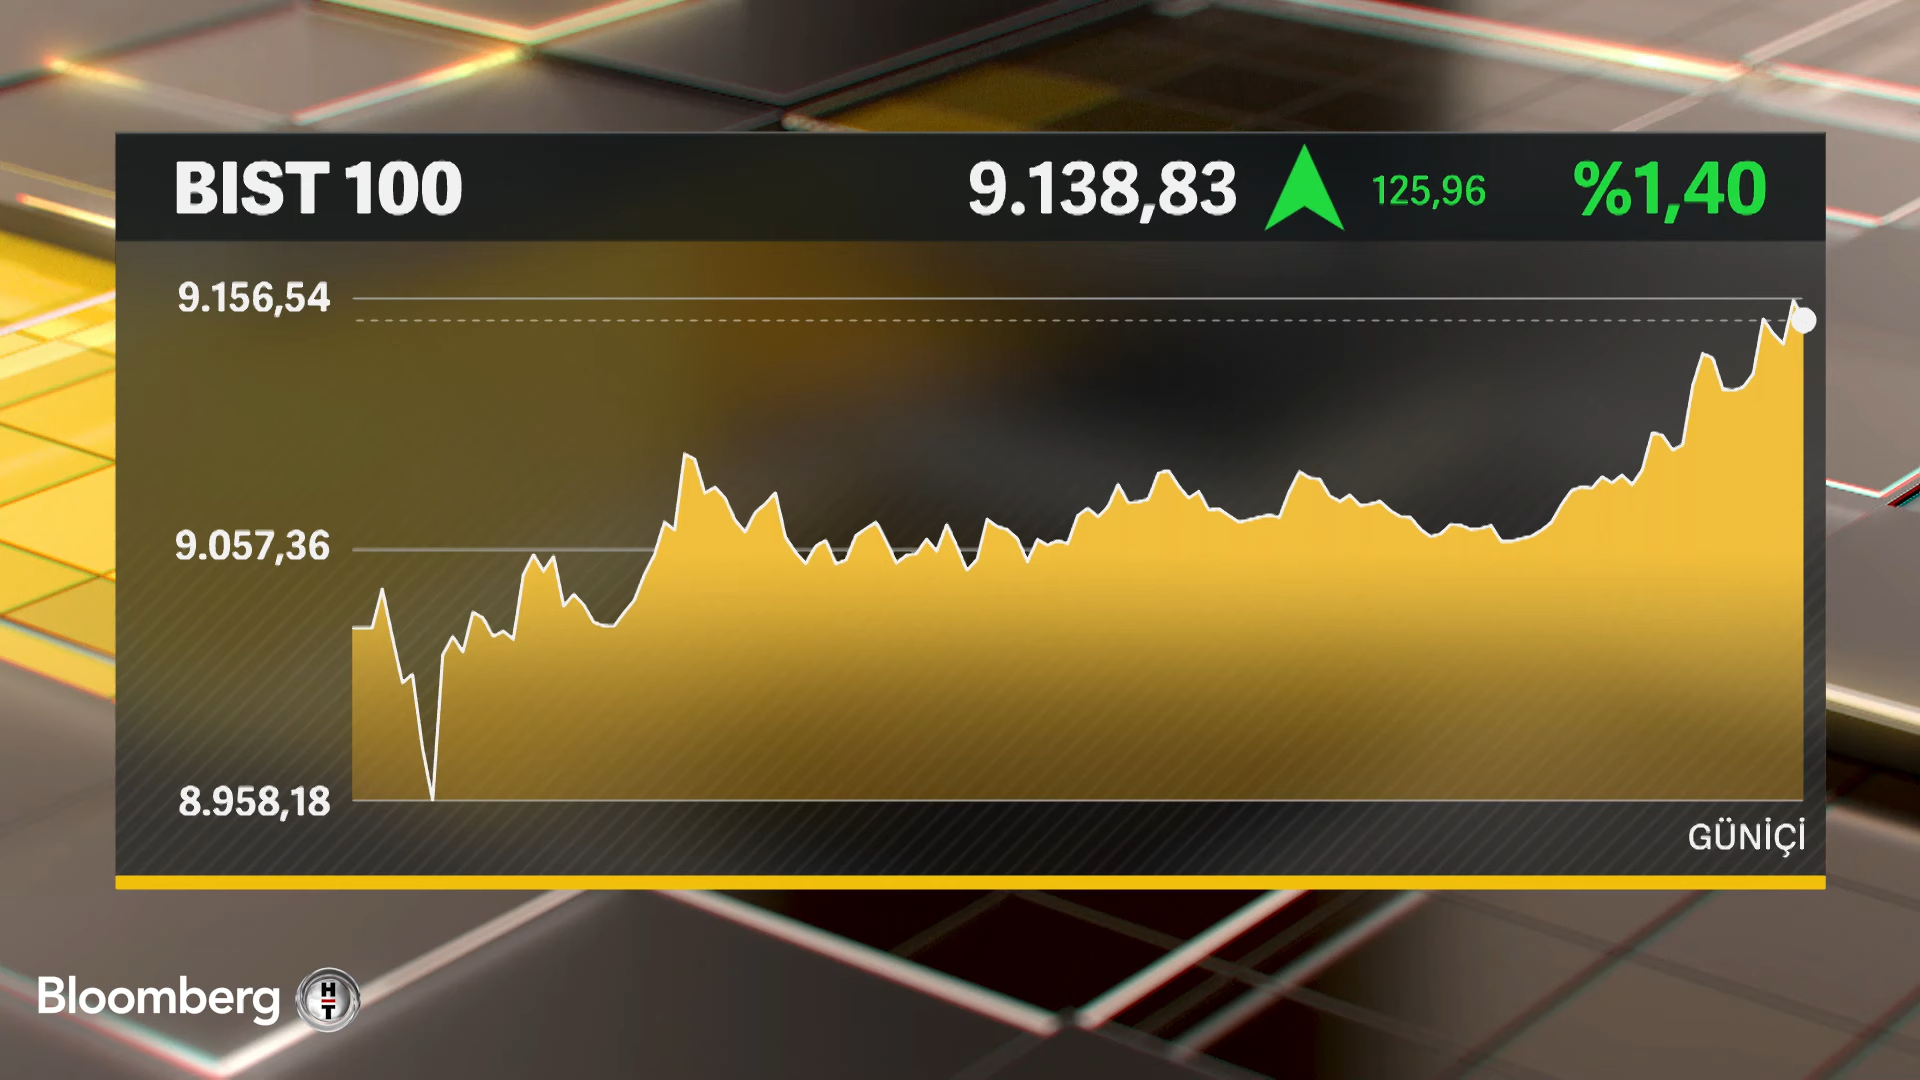 BIST 100 9.138,83 125,96 %1,40
9.156,54
9.057,36
8.958,18
GÜNİÇİ
Bloomberg HT